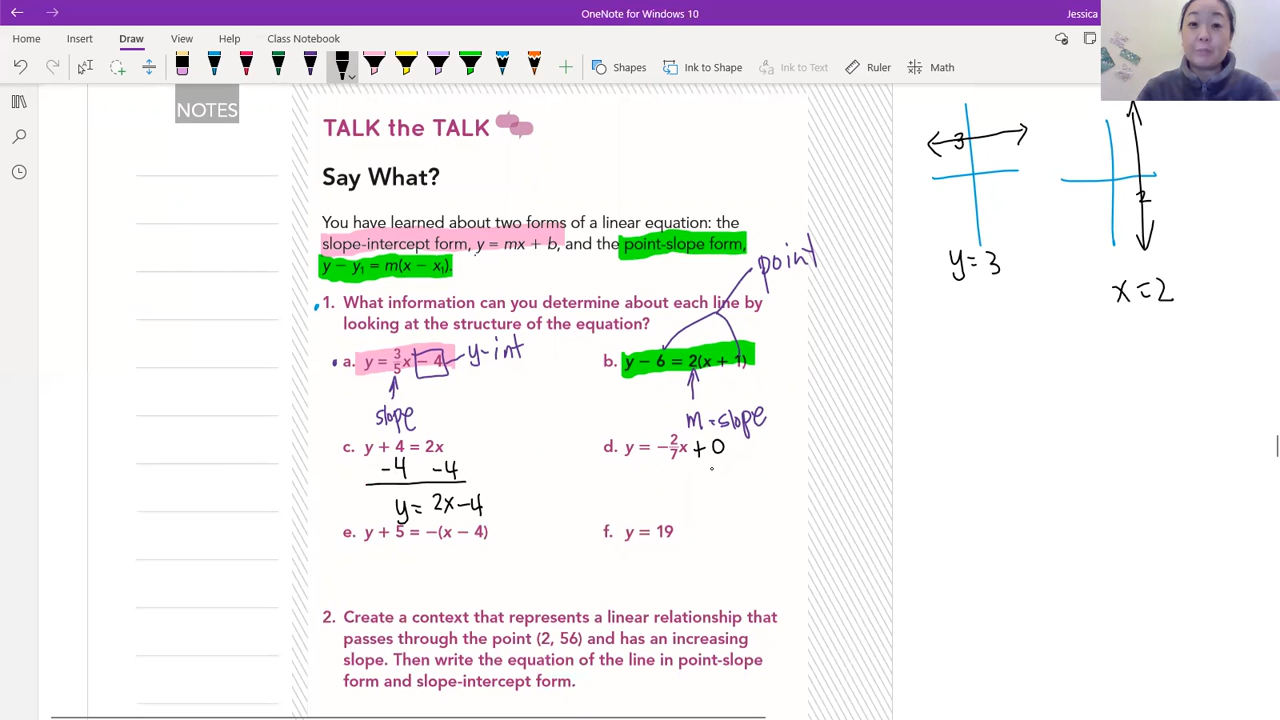 OneNote for Windows 10
Jessica
Home Insert Draw View Help Class Notebook
Shapes Ink to Shape Ink to Text Ruler Math
NOTES
TALK the TALK
Say What?
You have learned about two forms of a linear equation: the
slope-intercept form, y = mx + b, and the point-slope form,
y − y₁ = m(x − x₁).
point
1. What information can you determine about each line by
looking at the structure of the equation?
a. y = 3/5x − 4
y-int
slope
b. y − 6 = 2(x + 1)
m = slope
c. y + 4 = 2x
-4 -4
y = 2x-4
d. y = −2/7x + 0
e. y + 5 = −(x − 4)
f. y = 19
2. Create a context that represents a linear relationship that
passes through the point (2, 56) and has an increasing
slope. Then write the equation of the line in point-slope
form and slope-intercept form.
3
y = 3
2
x = 2